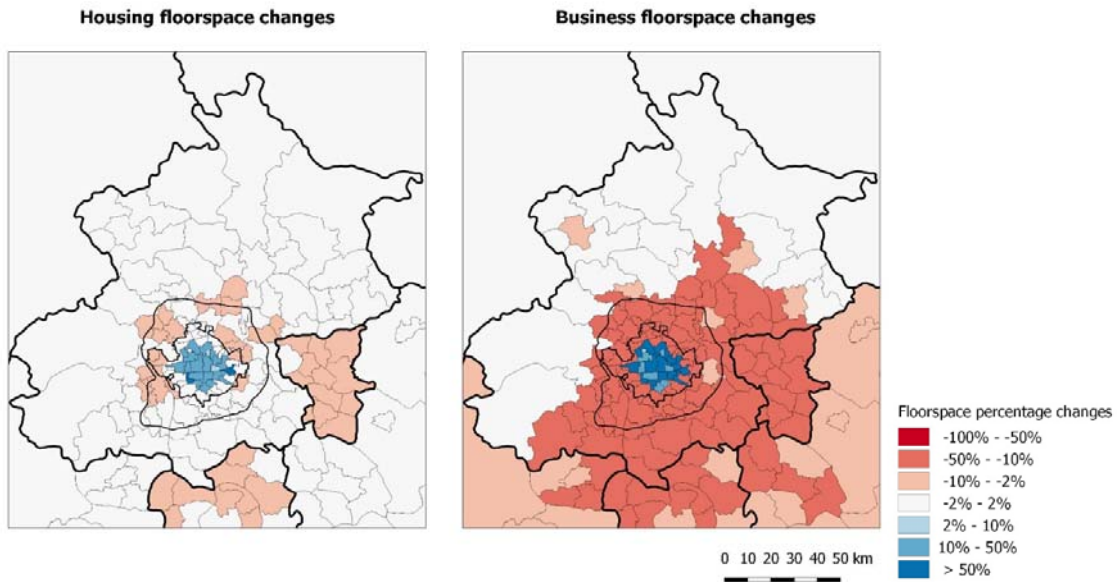 Housing floorspace changes
Business floorspace changes
Floorspace percentage changes
-100% - -50%
-50% - -10%
-10% - -2%
-2% - 2%
2% - 10%
10% - 50%
> 50%
0 10 20 30 40 50 km